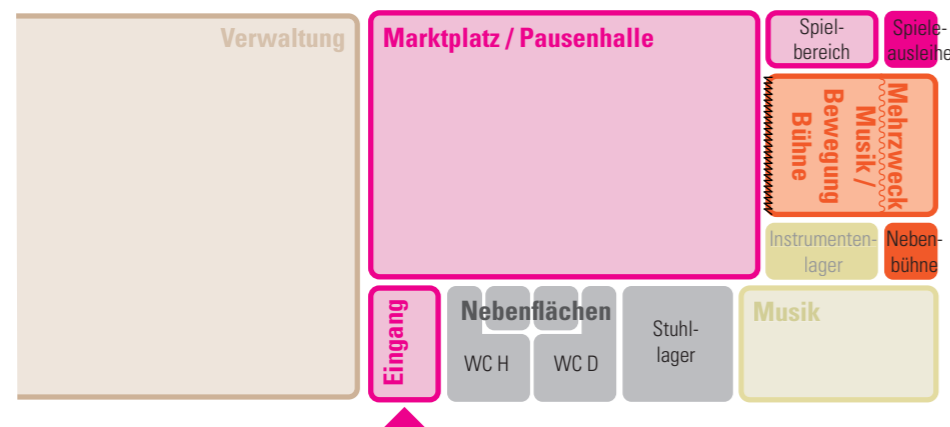 Verwaltung
Marktplatz / Pausenhalle
Spiel-
bereich
Spiele-
ausleihe
Mehrzweck
Musik /
Bewegung
Bühne
Instrumenten-
lager
Neben-
bühne
Eingang
Nebenflächen
WC H
WC D
Stuhl-
lager
Musik